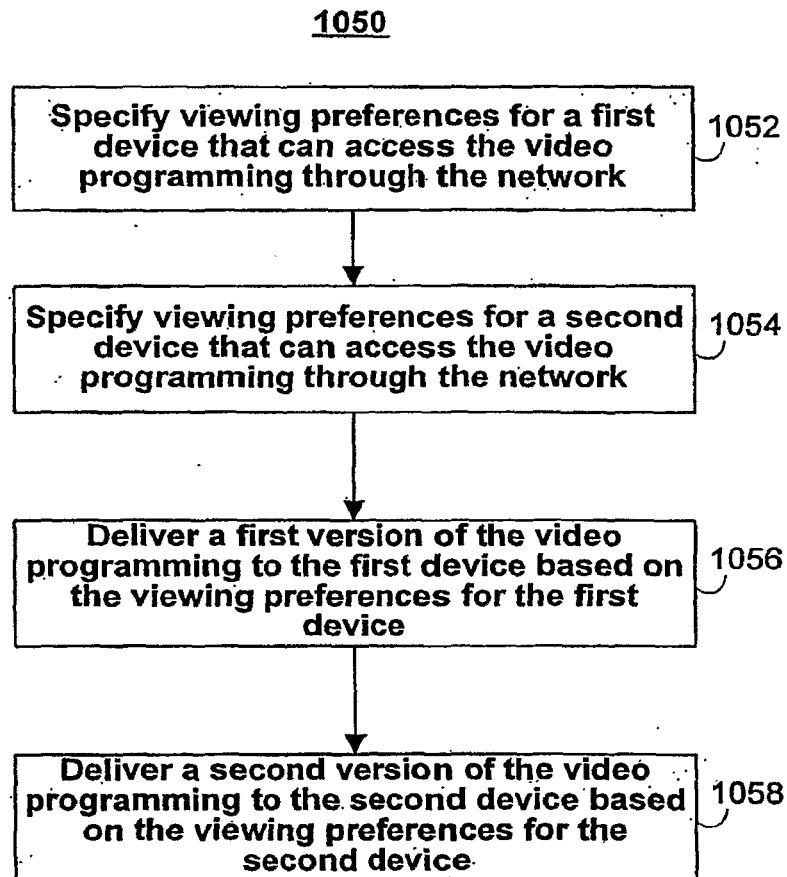 1050
Specify viewing preferences for a first
device that can access the video
programming through the network
1052
Specify viewing preferences for a second
device that can access the video
programming through the network
1054
Deliver a first version of the video
programming to the first device based on
the viewing preferences for the first
device
1056
Deliver a second version of the video
programming to the second device based
on the viewing preferences for the
second device
1058